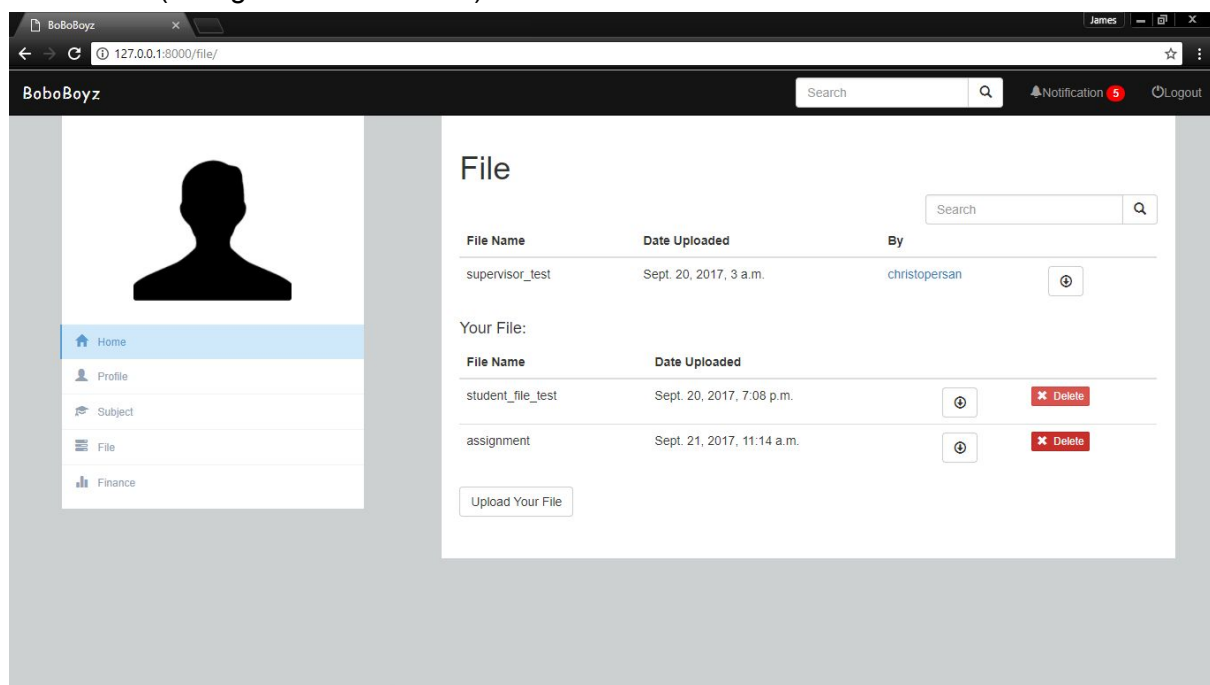 BoBoBoyz James
127.0.0.1:8000/file/
BoboBoyz Search Notification 5 Logout
File
Search
File Name Date Uploaded By
supervisor_test Sept. 20, 2017, 3 a.m. christopersan
Home
Profile
Subject
File
Finance
Your File:
File Name Date Uploaded
student_file_test Sept. 20, 2017, 7:08 p.m. Delete
assignment Sept. 21, 2017, 11:14 a.m. Delete
Upload Your File